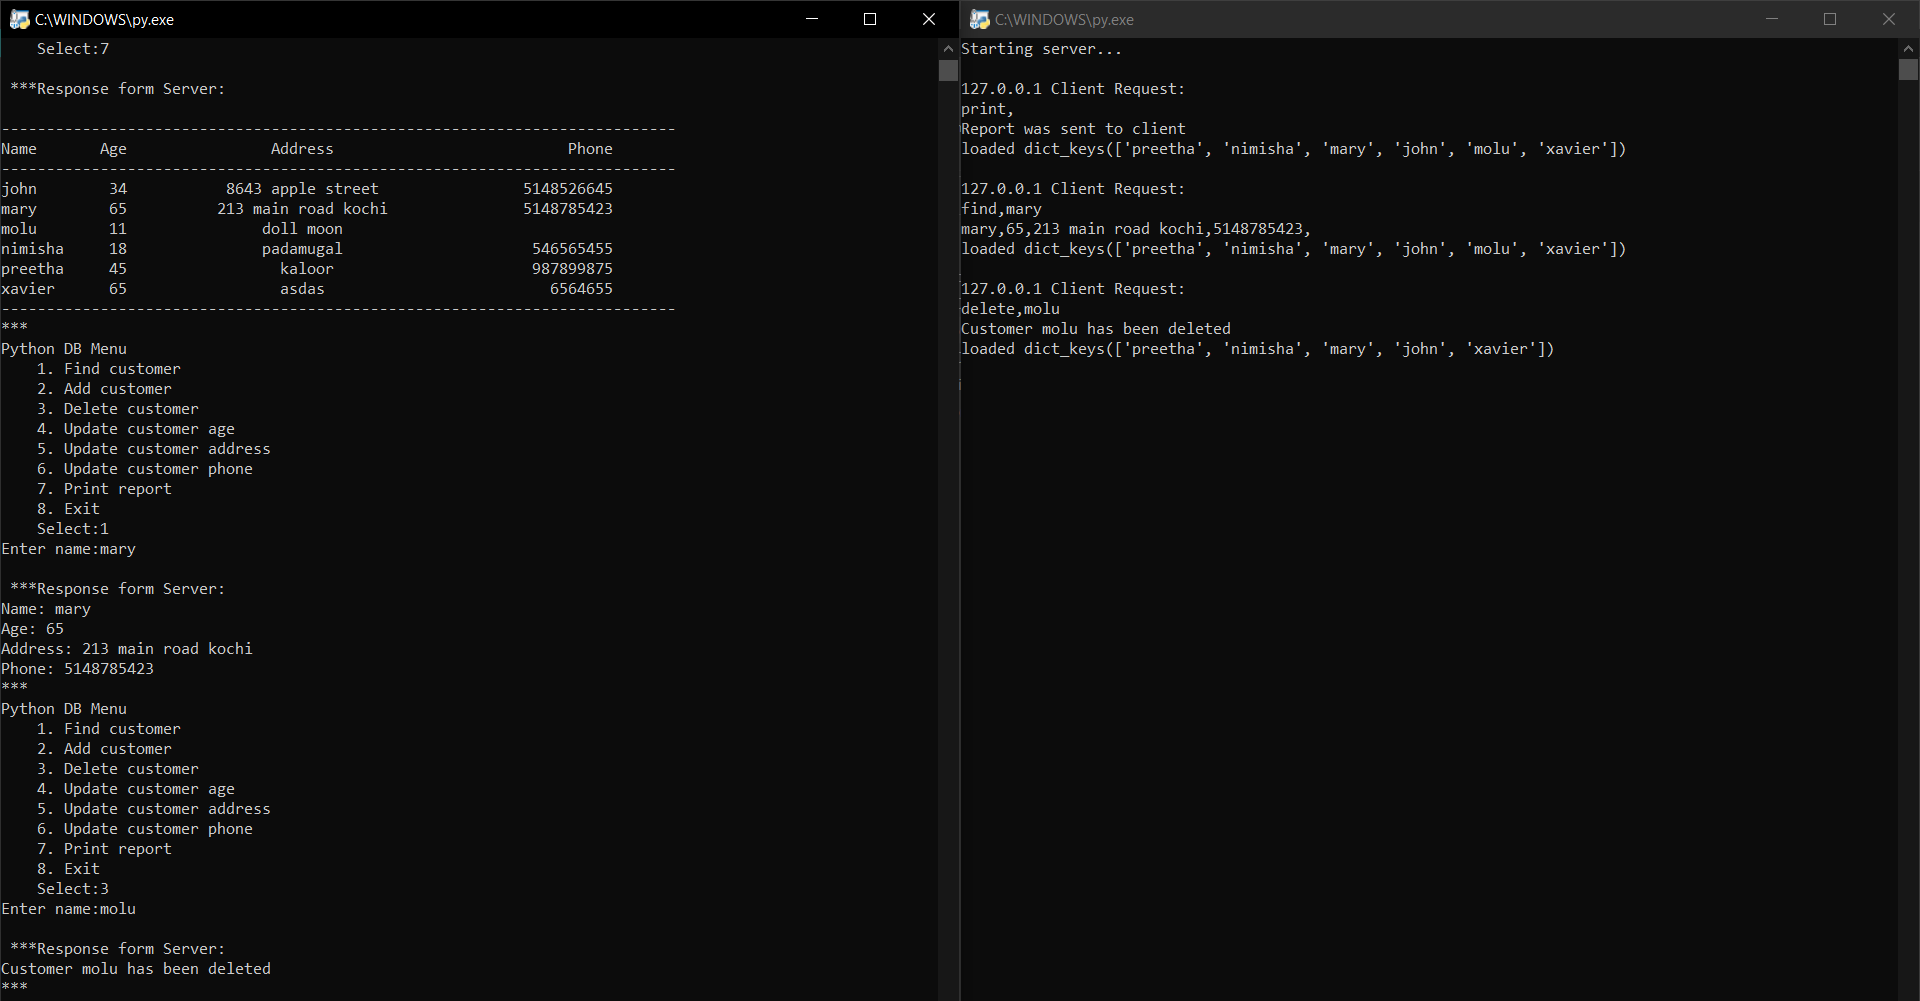 C:\WINDOWS\py.exe
    Select:7

 ***Response form Server:

---------------------------------------------------------------------------
Name       Age                Address                          Phone
---------------------------------------------------------------------------
john        34           8643 apple street                5148526645
mary        65          213 main road kochi               5148785423
molu        11               doll moon
nimisha     18               padamugal                     546565455
preetha     45                 kaloor                      987899875
xavier      65                 asdas                         6564655
---------------------------------------------------------------------------
***
Python DB Menu
    1. Find customer
    2. Add customer
    3. Delete customer
    4. Update customer age
    5. Update customer address
    6. Update customer phone
    7. Print report
    8. Exit
    Select:1
Enter name:mary

 ***Response form Server:
Name: mary
Age: 65
Address: 213 main road kochi
Phone: 5148785423
***
Python DB Menu
    1. Find customer
    2. Add customer
    3. Delete customer
    4. Update customer age
    5. Update customer address
    6. Update customer phone
    7. Print report
    8. Exit
    Select:3
Enter name:molu

 ***Response form Server:
Customer molu has been deleted
***
C:\WINDOWS\py.exe
Starting server...

127.0.0.1 Client Request:
print,
Report was sent to client
loaded dict_keys(['preetha', 'nimisha', 'mary', 'john', 'molu', 'xavier'])

127.0.0.1 Client Request:
find,mary
mary,65,213 main road kochi,5148785423,
loaded dict_keys(['preetha', 'nimisha', 'mary', 'john', 'molu', 'xavier'])

127.0.0.1 Client Request:
delete,molu
Customer molu has been deleted
loaded dict_keys(['preetha', 'nimisha', 'mary', 'john', 'xavier'])